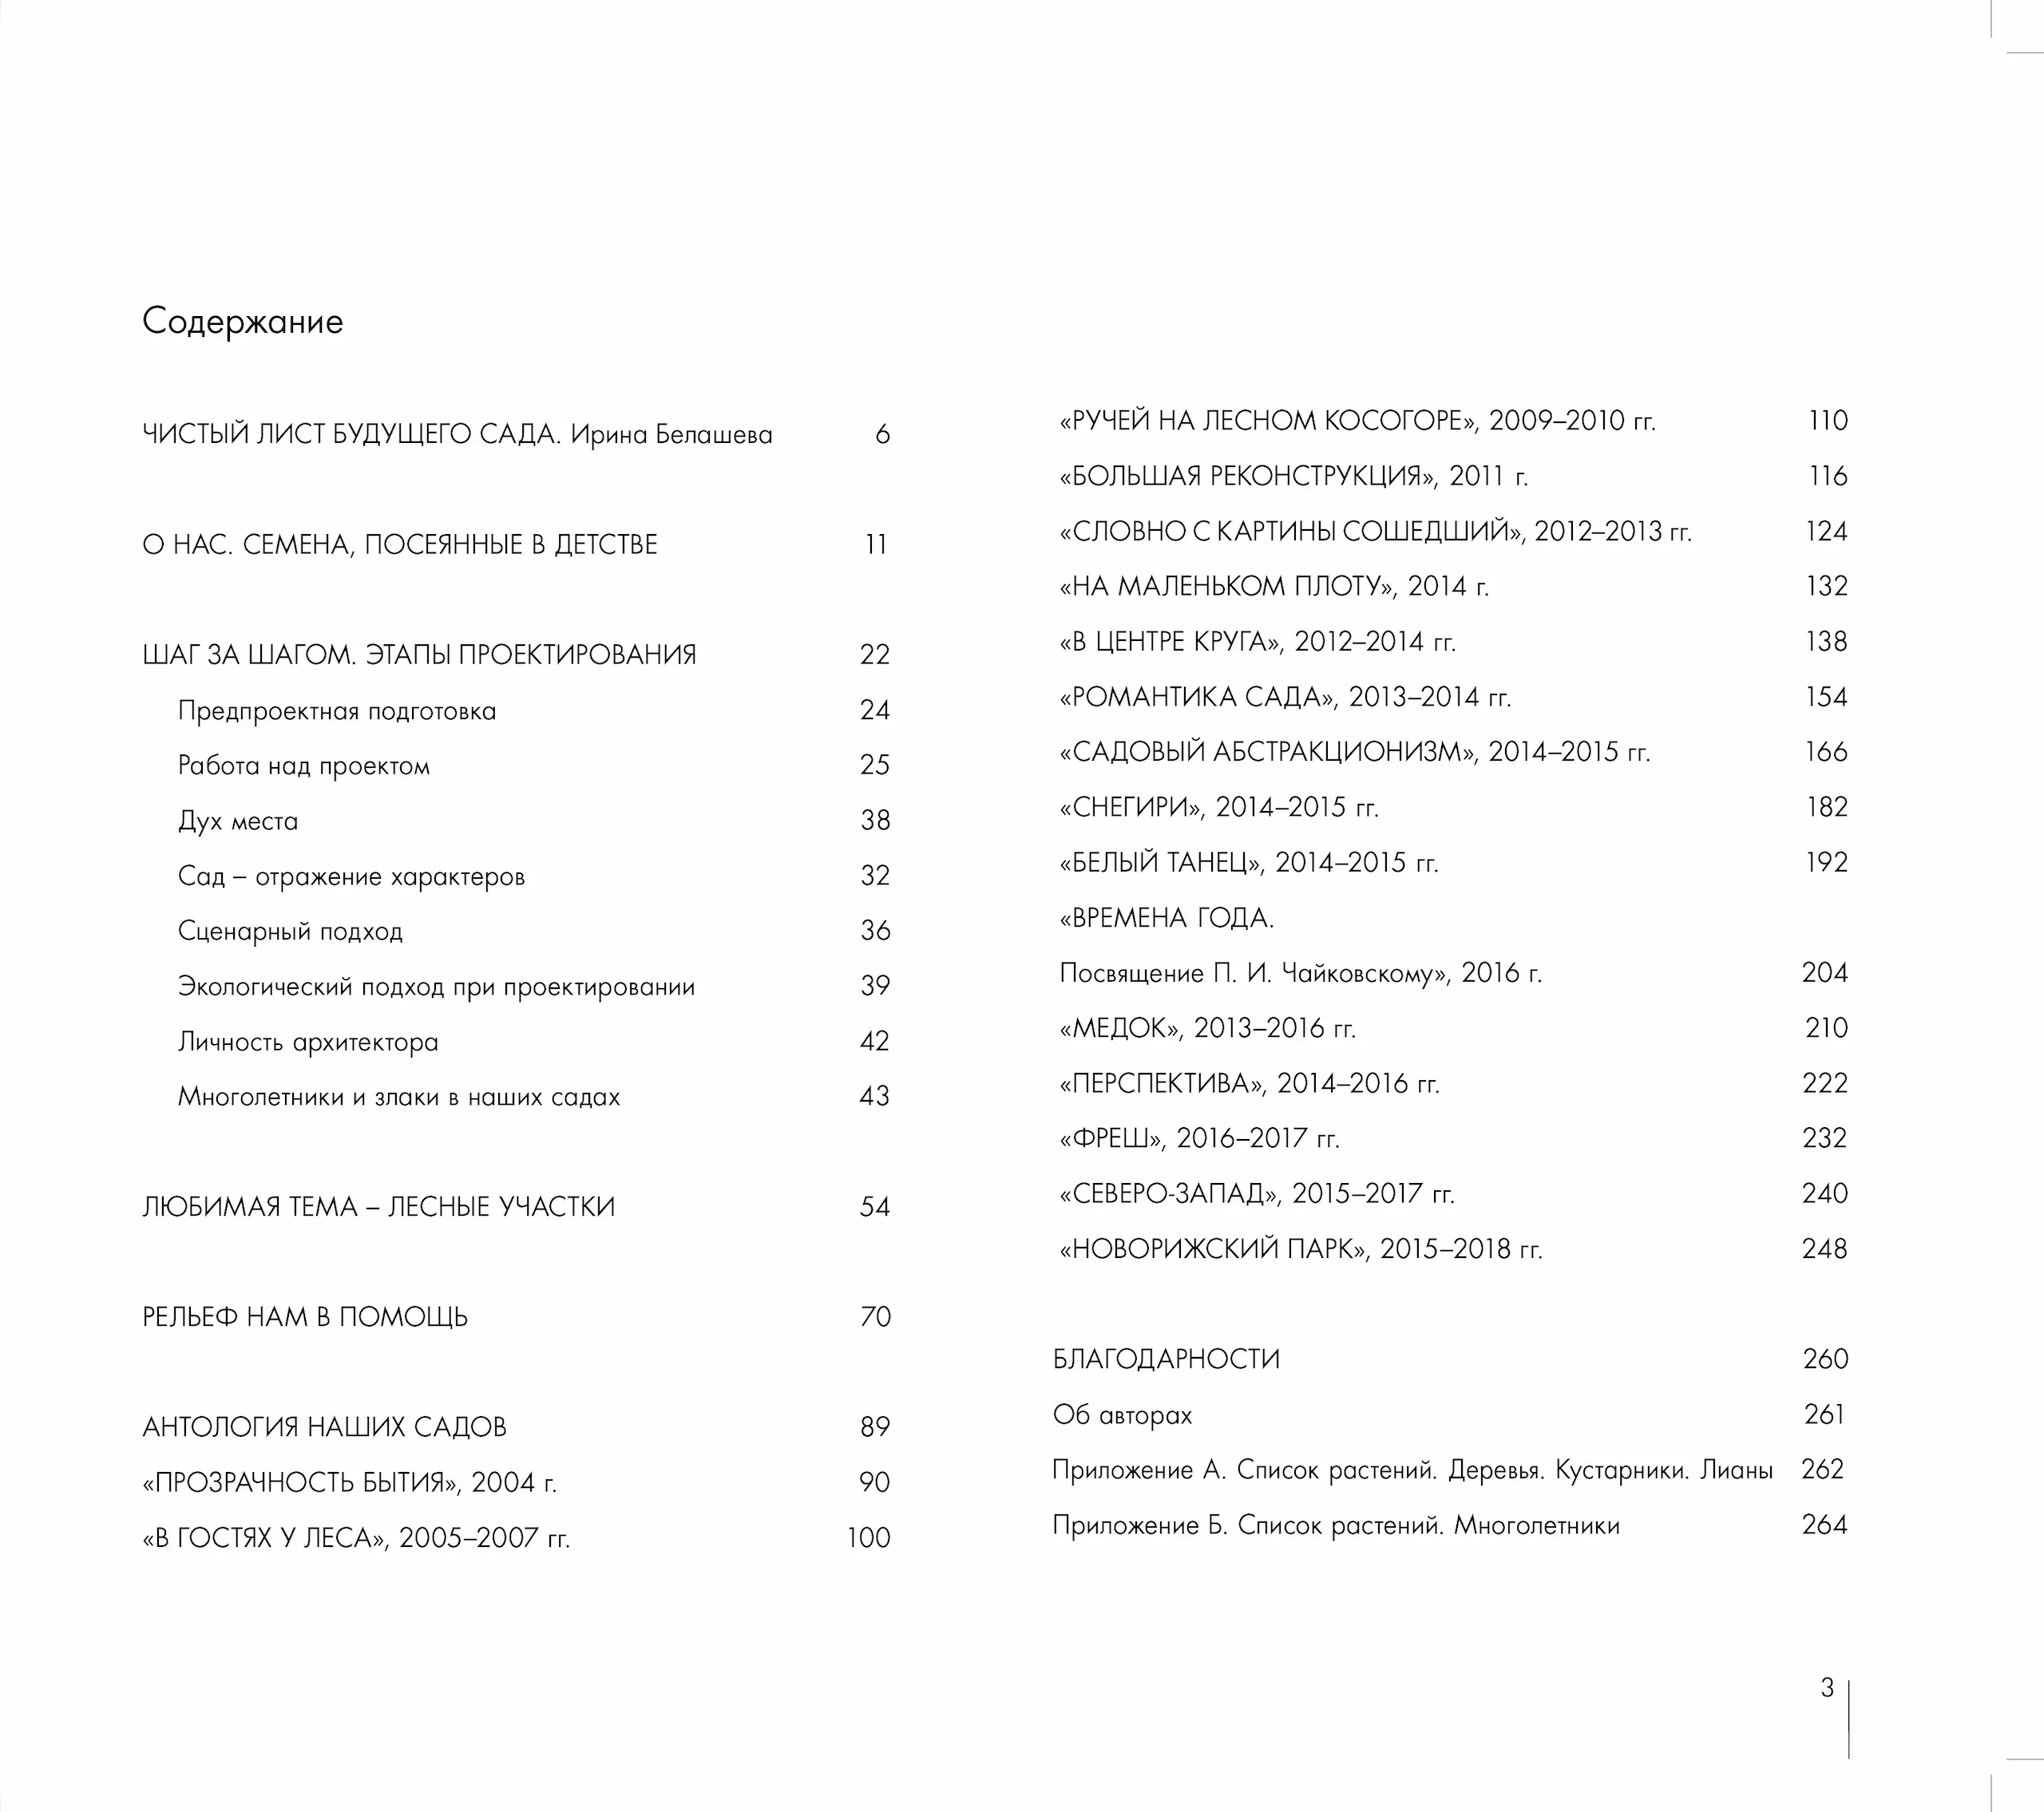 Содержание
ЧИСТЫЙ ЛИСТ БУДУЩЕГО САДА. Ирина Белашева 6
О НАС. СЕМЕНА, ПОСЕЯННЫЕ В ДЕТСТВЕ 11
ШАГ ЗА ШАГОМ. ЭТАПЫ ПРОЕКТИРОВАНИЯ 22
Предпроектная подготовка 24
Работа над проектом 25
Дух места 38
Сад – отражение характеров 32
Сценарный подход 36
Экологический подход при проектировании 39
Личность архитектора 42
Многолетники и злаки в наших садах 43
ЛЮБИМАЯ ТЕМА – ЛЕСНЫЕ УЧАСТКИ 54
РЕЛЬЕФ НАМ В ПОМОЩЬ 70
АНТОЛОГИЯ НАШИХ САДОВ 89
«ПРОЗРАЧНОСТЬ БЫТИЯ», 2004 г. 90
«В ГОСТЯХ У ЛЕСА», 2005–2007 гг. 100
«РУЧЕЙ НА ЛЕСНОМ КОСОГОРЕ», 2009–2010 гг. 110
«БОЛЬШАЯ РЕКОНСТРУКЦИЯ», 2011 г. 116
«СЛОВНО С КАРТИНЫ СОШЕДШИЙ», 2012–2013 гг. 124
«НА МАЛЕНЬКОМ ПЛОТУ», 2014 г. 132
«В ЦЕНТРЕ КРУГА», 2012–2014 гг. 138
«РОМАНТИКА САДА», 2013–2014 гг. 154
«САДОВЫЙ АБСТРАКЦИОНИЗМ», 2014–2015 гг. 166
«СНЕГИРИ», 2014–2015 гг. 182
«БЕЛЫЙ ТАНЕЦ», 2014–2015 гг. 192
«ВРЕМЕНА ГОДА.
Посвящение П. И. Чайковскому», 2016 г. 204
«МЕДОК», 2013–2016 гг. 210
«ПЕРСПЕКТИВА», 2014–2016 гг. 222
«ФРЕШ», 2016–2017 гг. 232
«СЕВЕРО-ЗАПАД», 2015–2017 гг. 240
«НОВОРИЖСКИЙ ПАРК», 2015–2018 гг. 248
БЛАГОДАРНОСТИ 260
Об авторах 261
Приложение А. Список растений. Деревья. Кустарники. Лианы 262
Приложение Б. Список растений. Многолетники 264
3